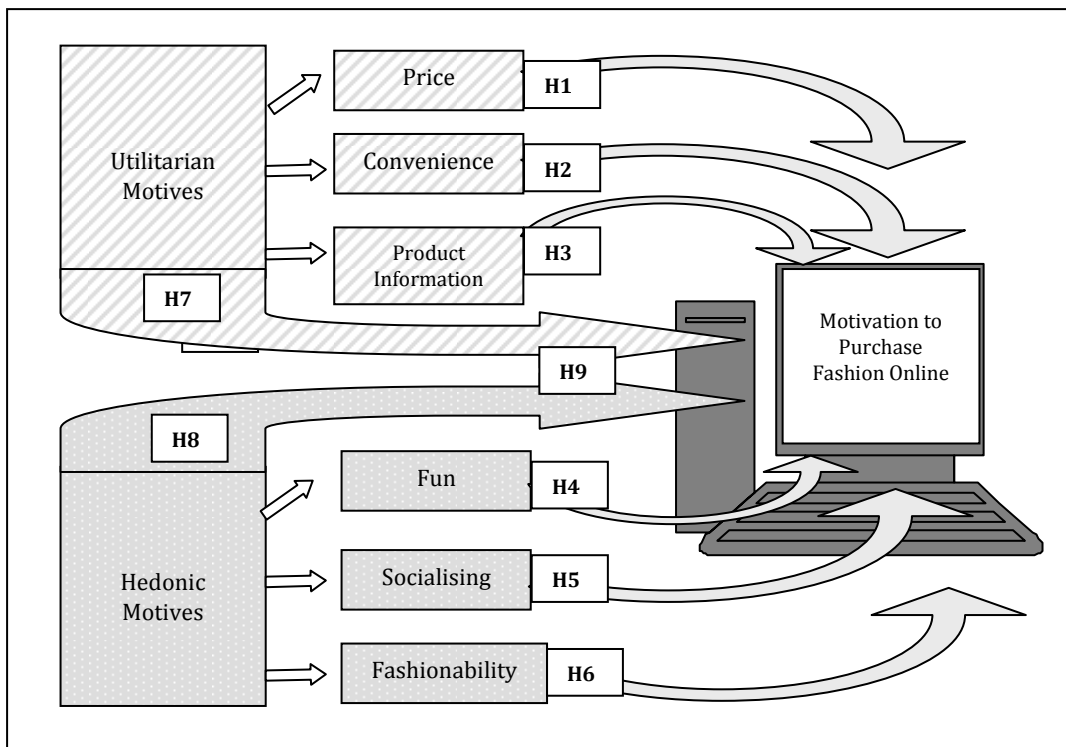 Price
H1
Utilitarian
Motives
Convenience
H2
Product
Information
H3
H7
Motivation to
Purchase
Fashion Online
H9
H8
Fun
H4
Hedonic
Motives
Socialising
H5
Fashionability
H6